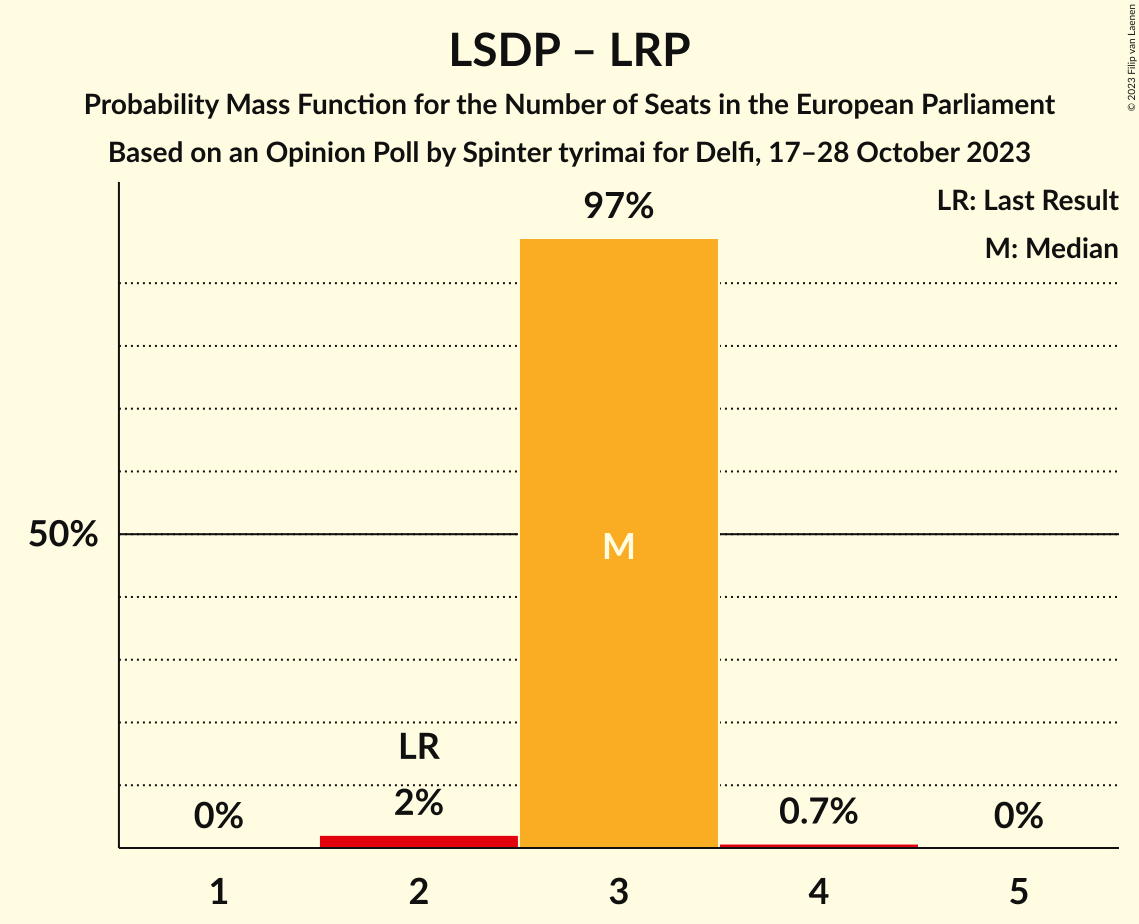 LSDP – LRP
Probability Mass Function for the Number of Seats in the European Parliament
Based on an Opinion Poll by Spinter tyrimai for Delfi, 17–28 October 2023
© 2023 Filip van Laenen
LR: Last Result
M: Median
97%
50%
M
LR
0%
2%
0.7%
0%
1
2
3
4
5